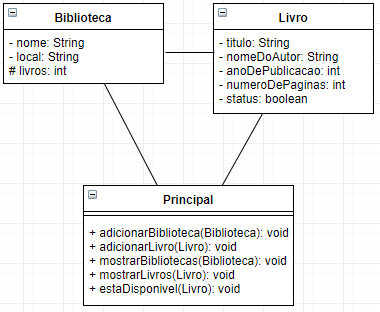 Biblioteca
- nome: String
- local: String
# livros: int
Livro
- titulo: String
- nomeDoAutor: String
- anoDePublicacao: int
- numeroDePaginas: int
- status: boolean
Principal
+ adicionarBiblioteca(Biblioteca): void
+ adicionarLivro(Livro): void
+ mostrarBibliotecas(Biblioteca): void
+ mostrarLivros(Livro): void
+ estaDisponivel(Livro): void